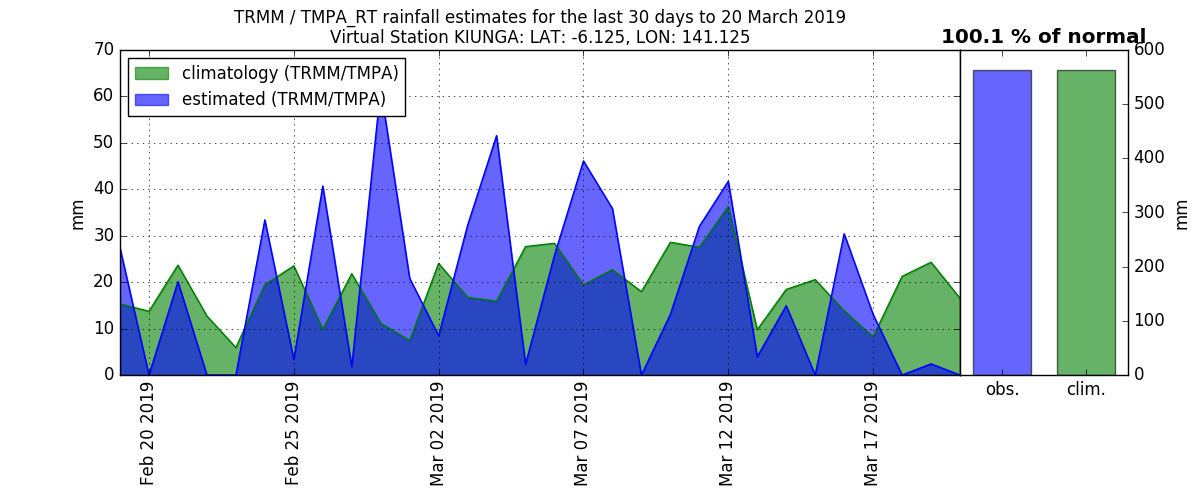 TRMM / TMPA_RT rainfall estimates for the last 30 days to 20 March 2019
Virtual Station KIUNGA: LAT: -6.125, LON: 141.125
100.1 % of normal
climatology (TRMM/TMPA)
estimated (TRMM/TMPA)
70
60
50
40
30
20
10
0
mm
600
500
400
300
200
100
0
mm
obs.
clim.
Feb 20 2019
Feb 25 2019
Mar 02 2019
Mar 07 2019
Mar 12 2019
Mar 17 2019